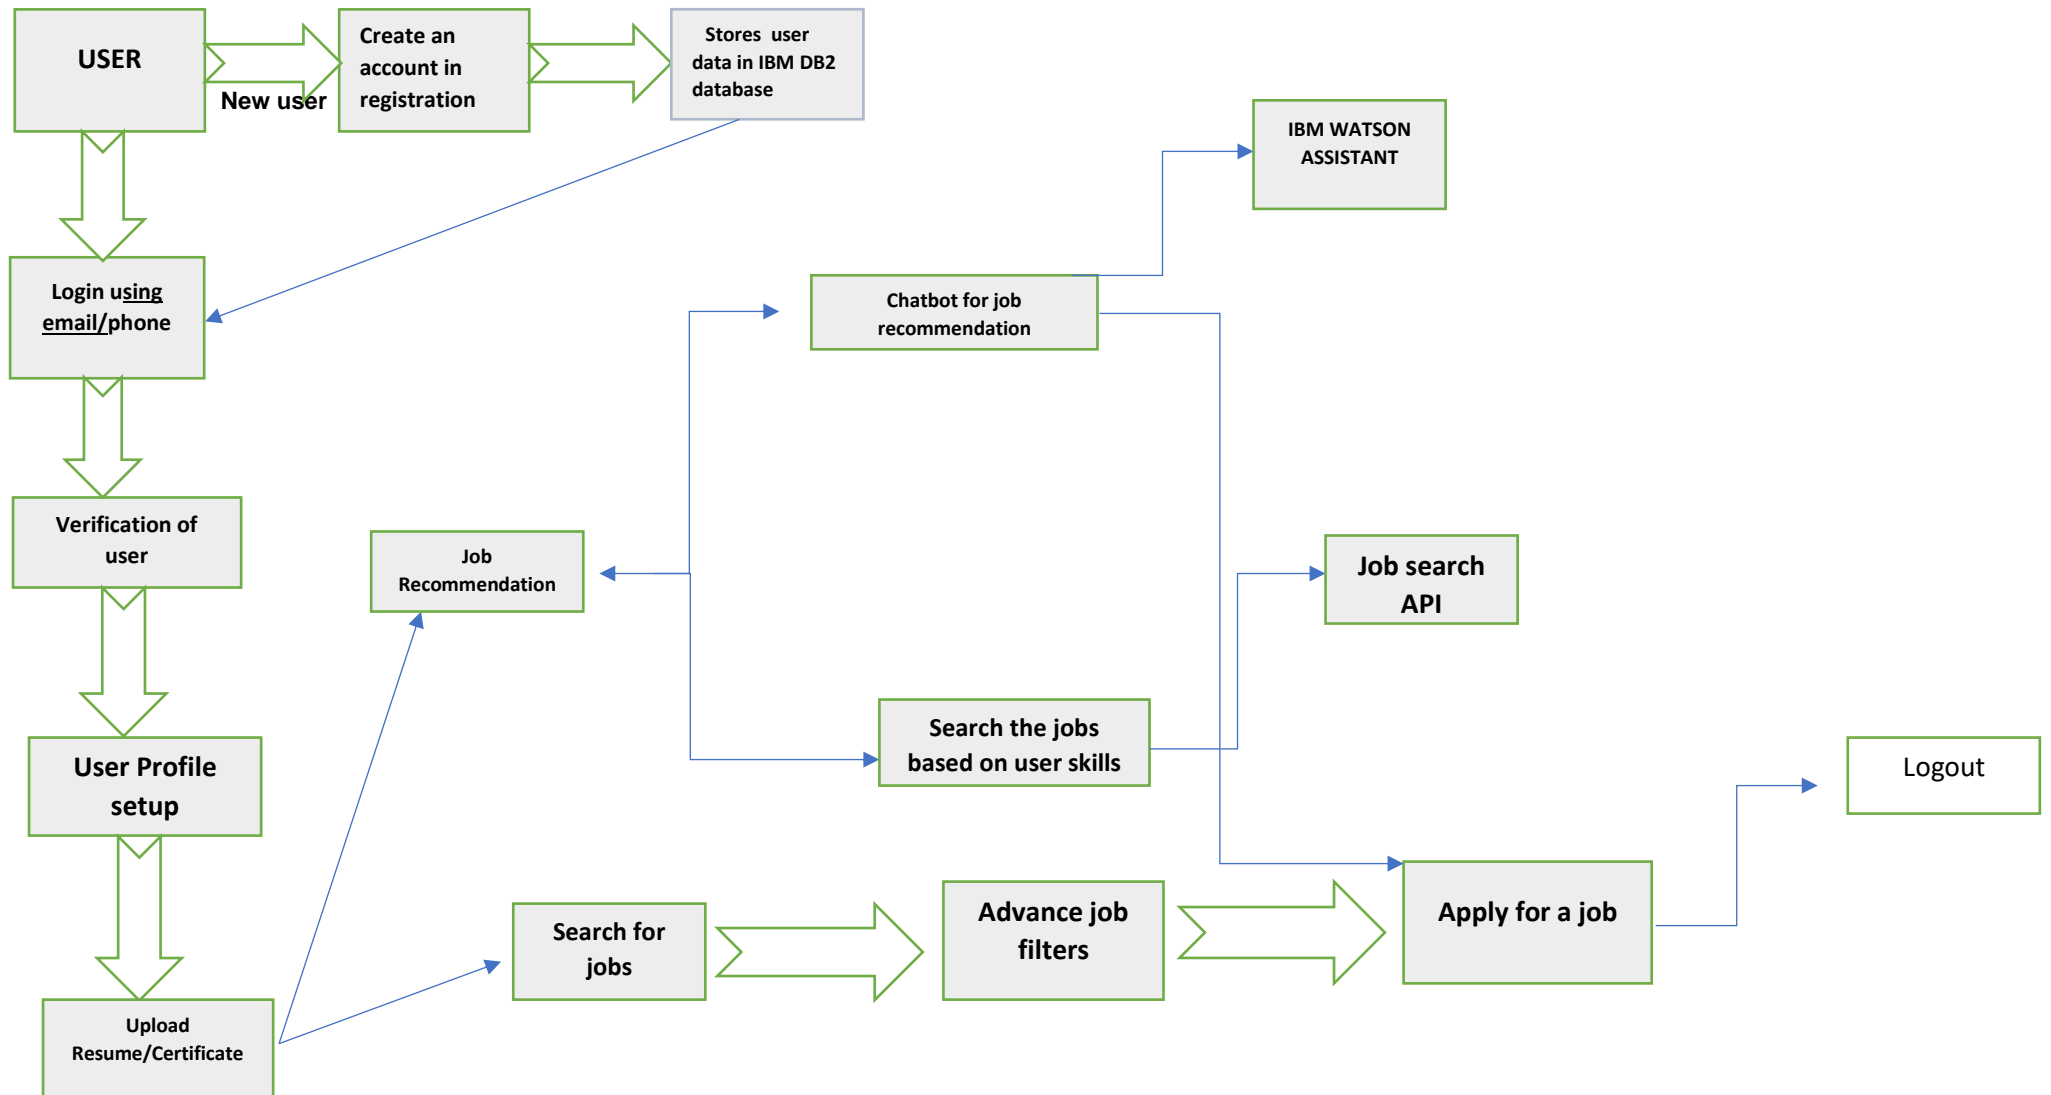 USER
New user
Create an
account in
registration
Stores user
data in IBM DB2
database
IBM WATSON
ASSISTANT
Login using
email/phone
Chatbot for job
recommendation
Verification of
user
Job
Recommendation
Job search
API
Search the jobs
based on user skills
User Profile
setup
Logout
Search for
jobs
Advance job
filters
Apply for a job
Upload
Resume/Certificate